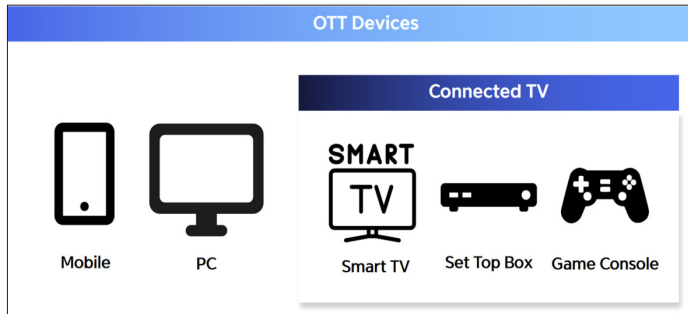 OTT Devices
Connected TV
SMART
TV
Mobile
PC
Smart TV
Set Top Box
Game Console